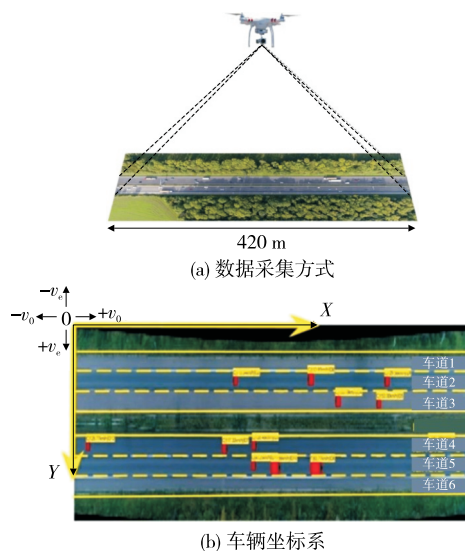 420 m
(a) 数据采集方式
−vₑ
−v₀ 0 +v₀
+vₑ
X
车道1
车道2
车道3
车道4
车道5
车道6
Y
(b) 车辆坐标系